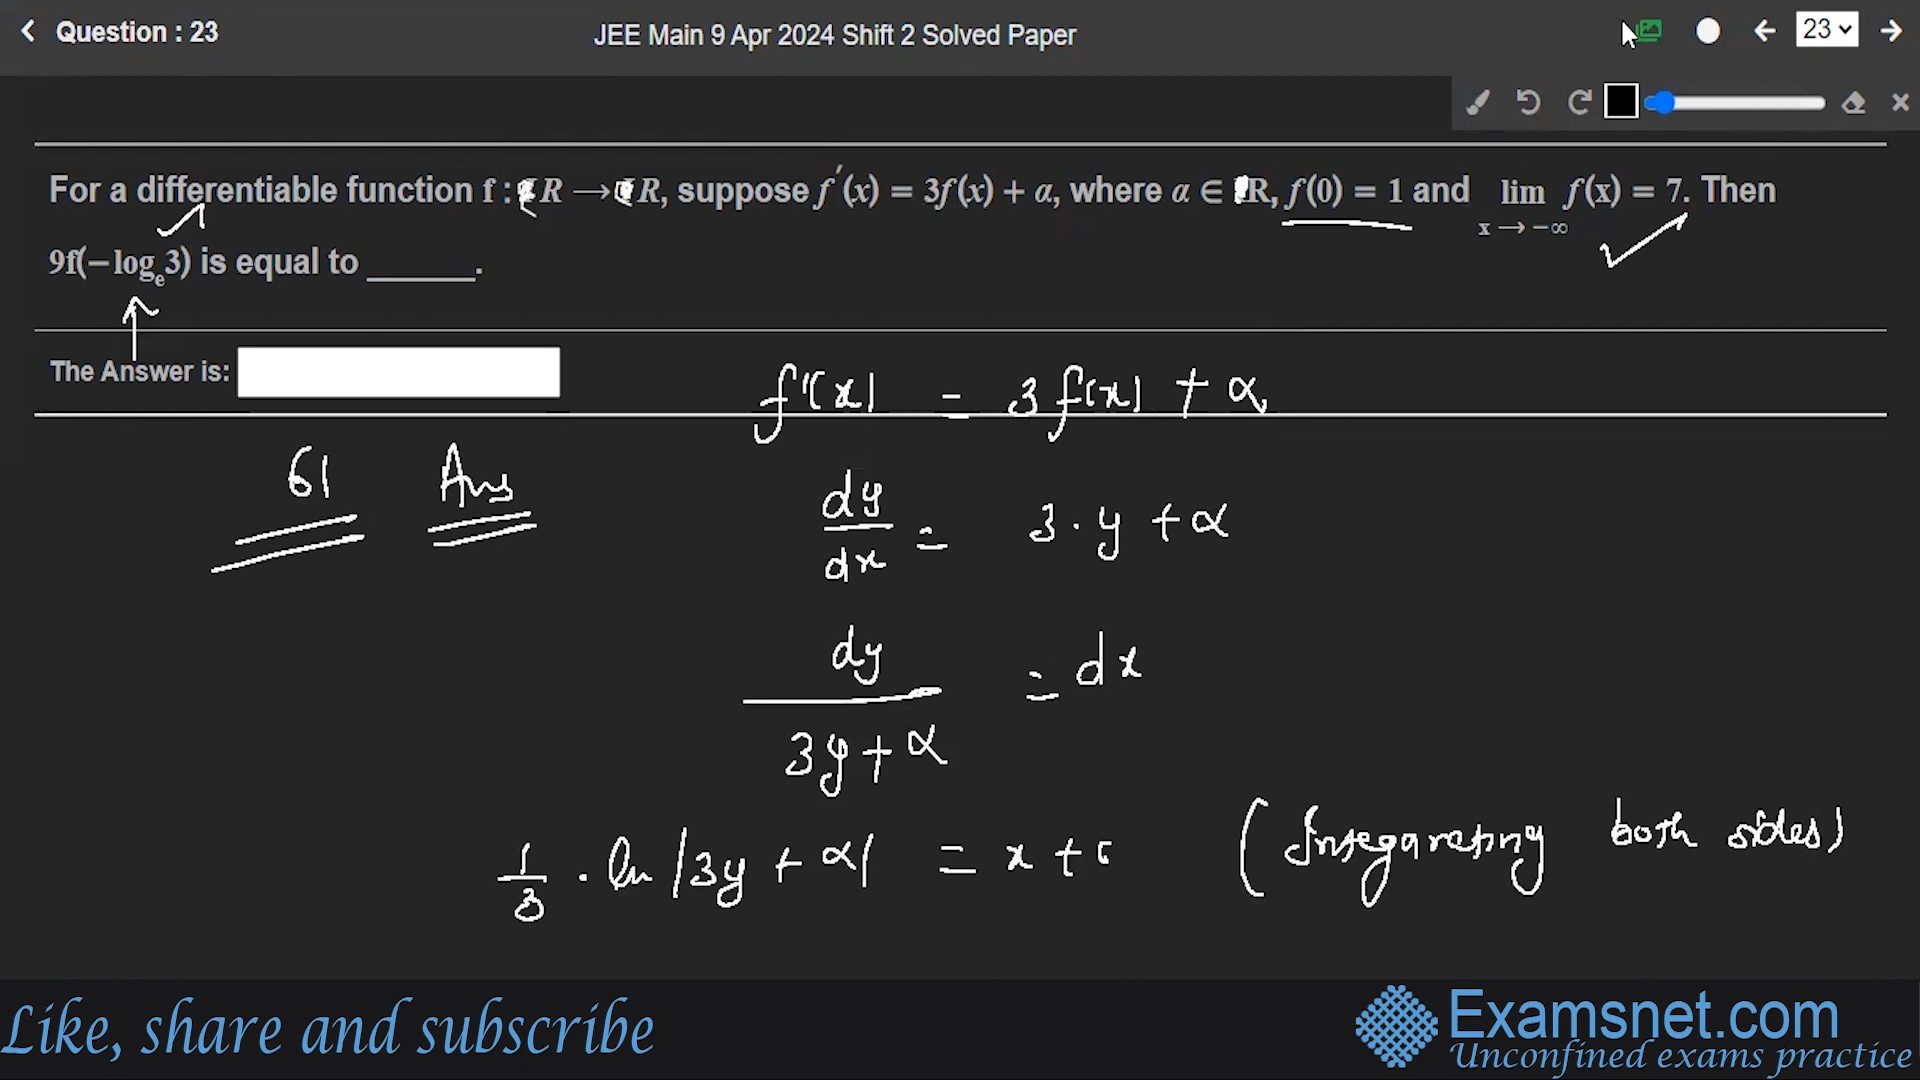 Question : 23
JEE Main 9 Apr 2024 Shift 2 Solved Paper
23
For a differentiable function f : R → R, suppose f′(x) = 3f(x) + α, where α ∈ R, f(0) = 1 and lim x → −∞ f(x) = 7. Then
9f(−logₑ3) is equal to ______.
The Answer is:
f'(x) = 3 f(x) + α
61 Ans
dy/dx = 3·y + α
dy/(3y + α) = dx
1/3 · ln |3y + α| = x + c (Integarating both sides)
Like, share and subscribe
Examsnet.com
Unconfined exams practice